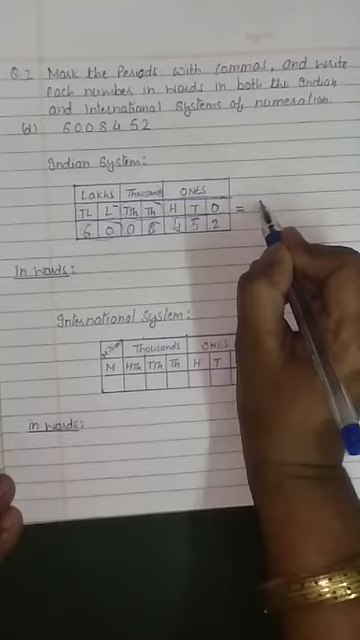 Q.2 Mark the Periods with Commas, and write
each number in words in both the Indian
and International Systems of numeration.
(d) 6008452
Indian System:
Lakhs Thousands ONES
TL L TTh Th H T O
6 0 0 8 4 5 2 =
In words:
International System:
Million Thousands ONES
M HTh TTh Th H T
in words: